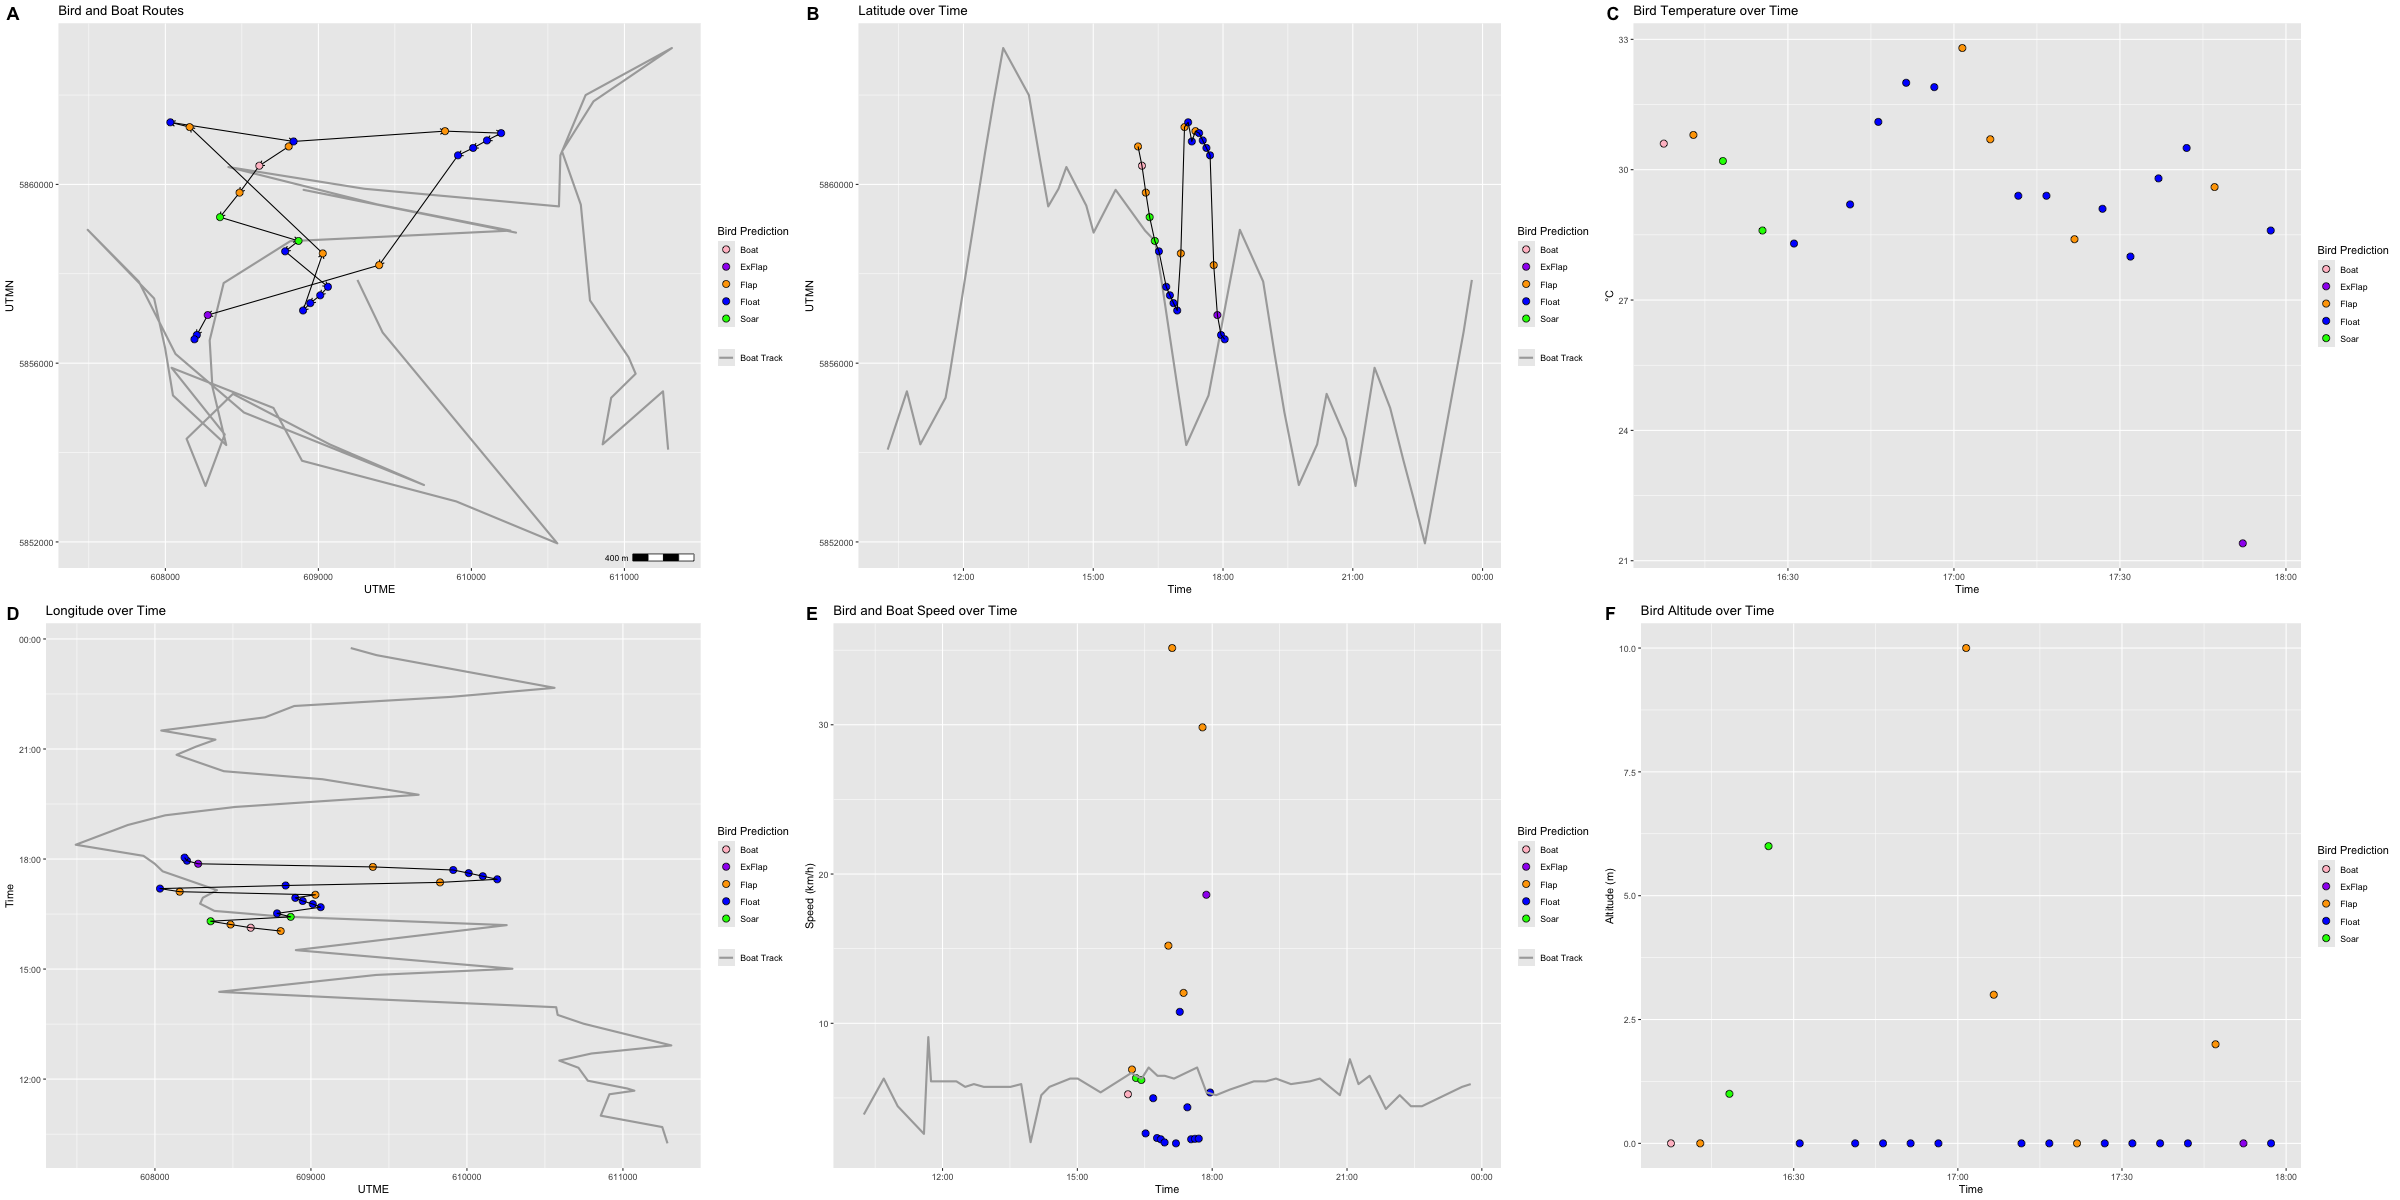 A Bird and Boat Routes
5860000
5856000
5852000
UTMN
608000 609000 610000 611000
UTME
400 m
Bird Prediction
Boat
ExFlap
Flap
Float
Soar
Boat Track
B Latitude over Time
5860000
5856000
5852000
UTMN
12:00 15:00 18:00 21:00 00:00
Time
Bird Prediction
Boat
ExFlap
Flap
Float
Soar
Boat Track
C Bird Temperature over Time
33
30
27
24
21
°C
16:30 17:00 17:30 18:00
Time
Bird Prediction
Boat
ExFlap
Flap
Float
Soar
D Longitude over Time
00:00
21:00
18:00
15:00
12:00
Time
608000 609000 610000 611000
UTME
Bird Prediction
Boat
ExFlap
Flap
Float
Soar
Boat Track
E Bird and Boat Speed over Time
30
20
10
Speed (km/h)
12:00 15:00 18:00 21:00 00:00
Time
Bird Prediction
Boat
ExFlap
Flap
Float
Soar
Boat Track
F Bird Altitude over Time
10.0
7.5
5.0
2.5
0.0
Altitude (m)
16:30 17:00 17:30 18:00
Time
Bird Prediction
Boat
ExFlap
Flap
Float
Soar